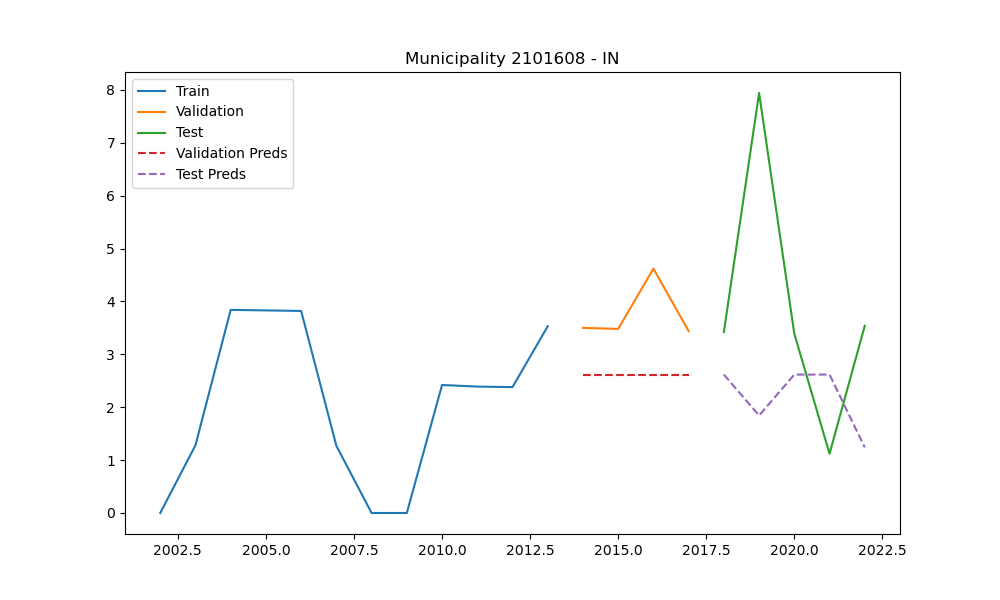 Municipality 2101608 - IN
Train
Validation
Test
Validation Preds
Test Preds
8
7
6
5
4
3
2
1
0
2002.5 2005.0 2007.5 2010.0 2012.5 2015.0 2017.5 2020.0 2022.5